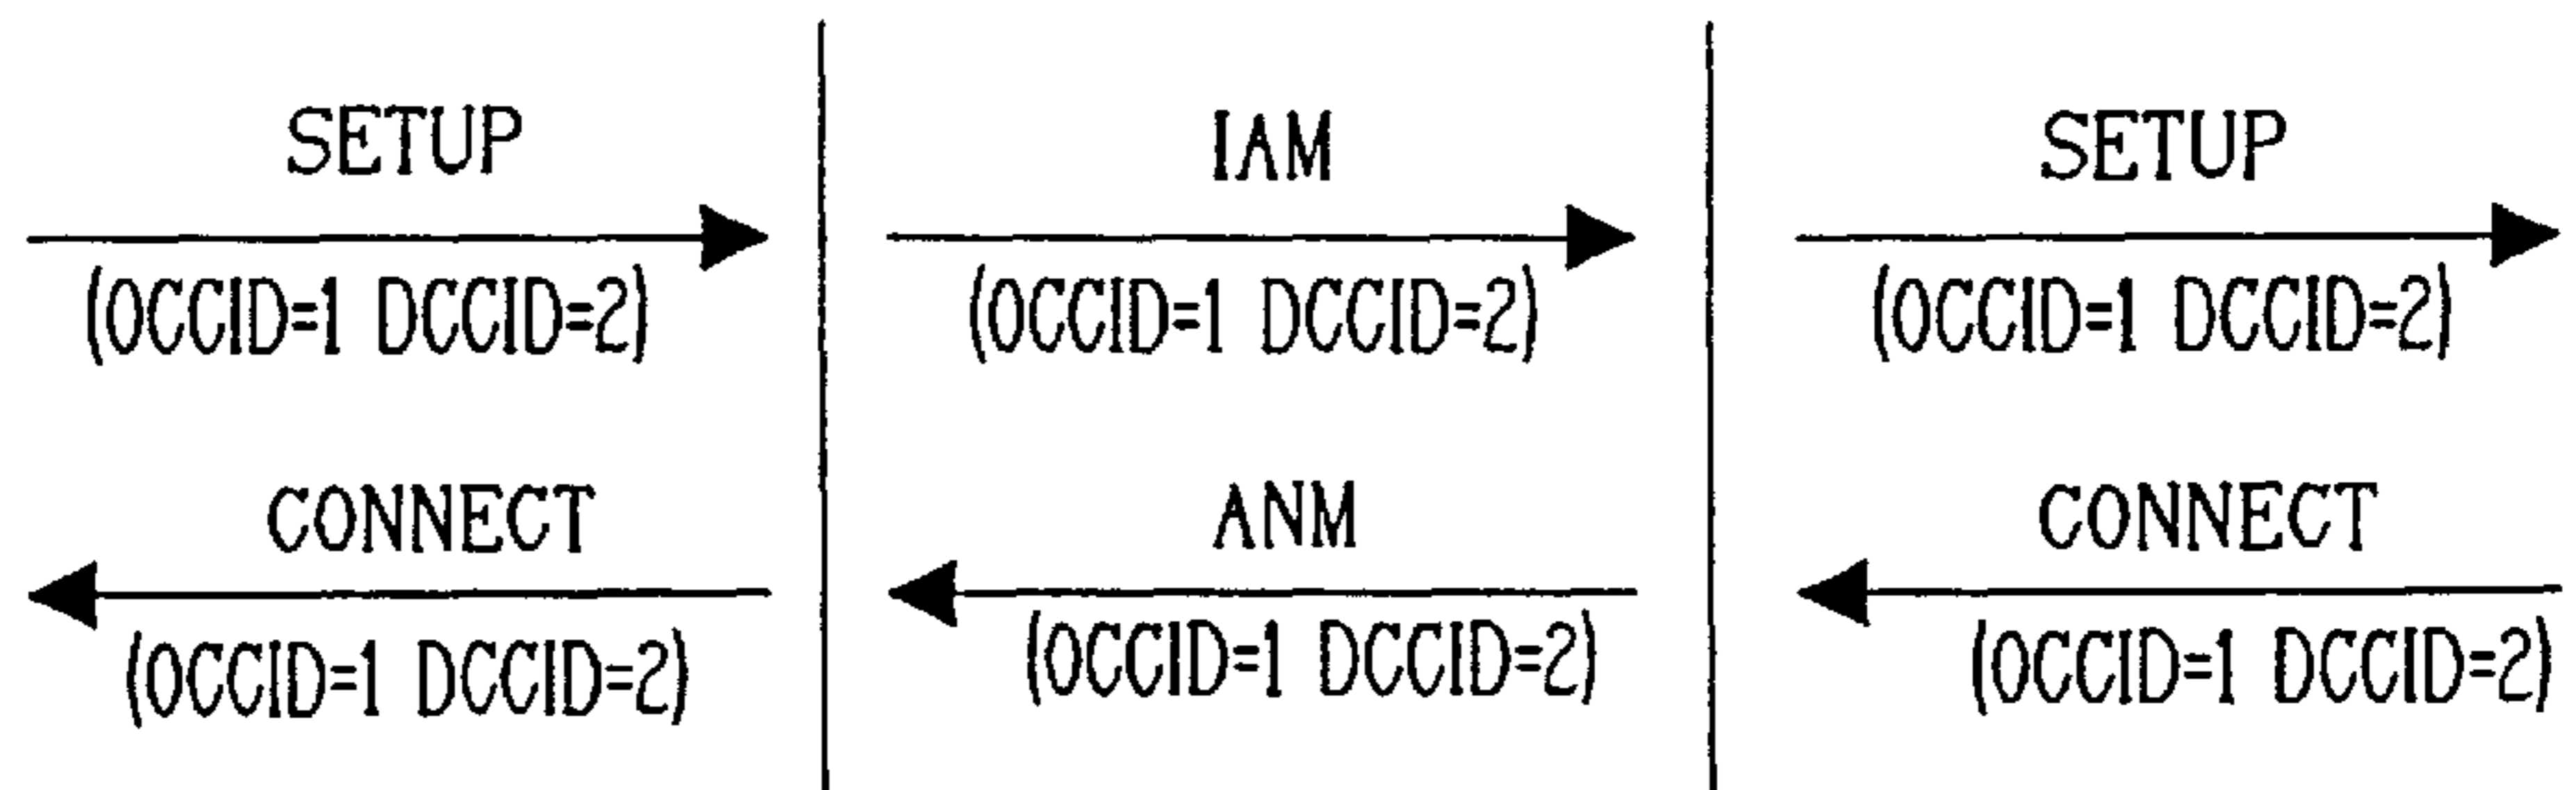 SETUP
(OCCID=1 DCCID=2)
IAM
(OCCID=1 DCCID=2)
SETUP
(OCCID=1 DCCID=2)
CONNECT
(OCCID=1 DCCID=2)
ANM
(OCCID=1 DCCID=2)
CONNECT
(OCCID=1 DCCID=2)